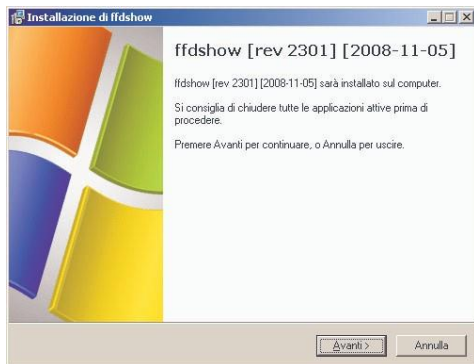 Installazione di ffdshow
ffdshow [rev 2301] [2008-11-05]
ffdshow [rev 2301] [2008-11-05] sarà installato sul computer.
Si consiglia di chiudere tutte le applicazioni attive prima di
procedere.
Premere Avanti per continuare, o Annulla per uscire.
Avanti >
Annulla